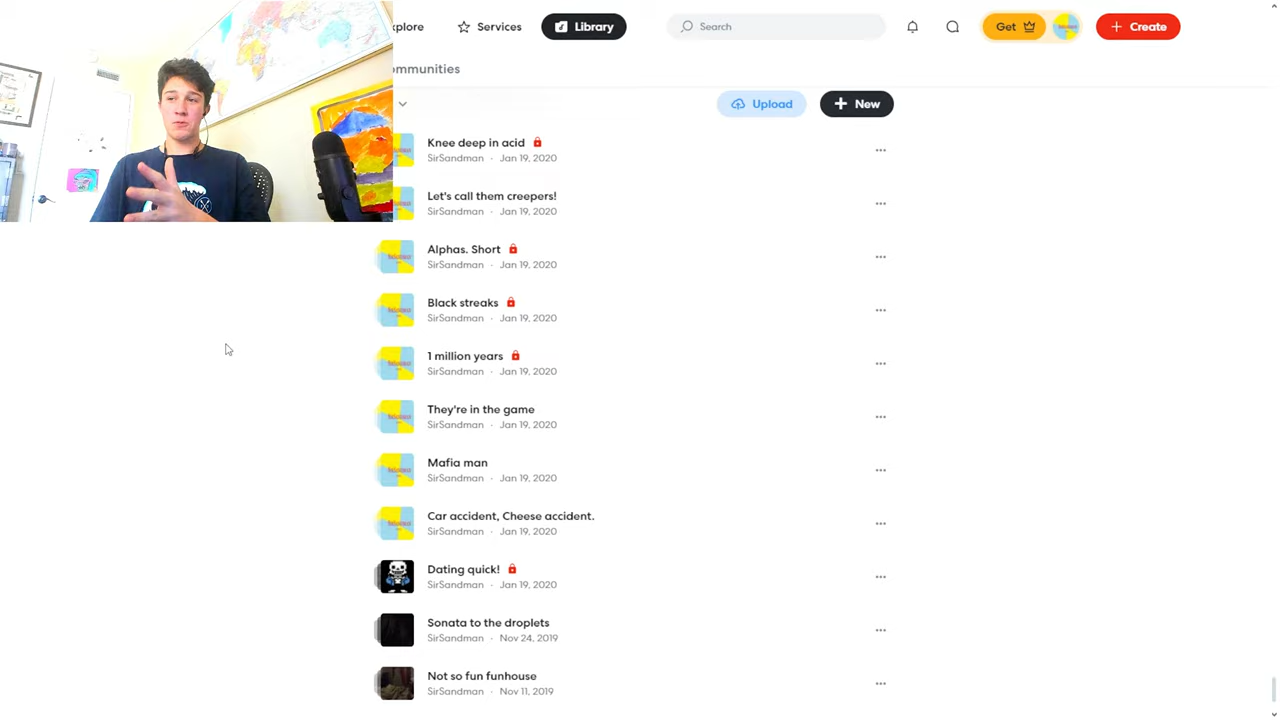 xplore
Services
Library
Search
Get
Create
ommunities
Upload
New
Knee deep in acid
SirSandman · Jan 19, 2020
Let's call them creepers!
SirSandman · Jan 19, 2020
Alphas. Short
SirSandman · Jan 19, 2020
Black streaks
SirSandman · Jan 19, 2020
1 million years
SirSandman · Jan 19, 2020
They're in the game
SirSandman · Jan 19, 2020
Mafia man
SirSandman · Jan 19, 2020
Car accident, Cheese accident.
SirSandman · Jan 19, 2020
Dating quick!
SirSandman · Jan 19, 2020
Sonata to the droplets
SirSandman · Nov 24, 2019
Not so fun funhouse
SirSandman · Nov 11, 2019